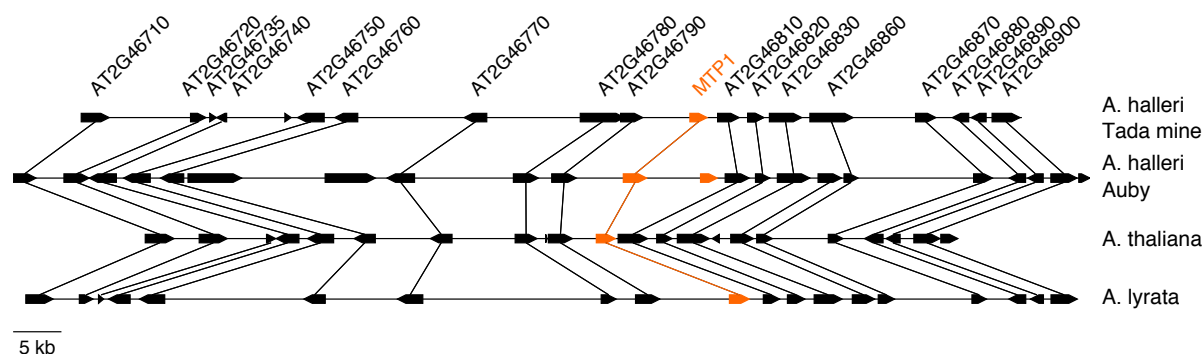 AT2G46710
AT2G46720
AT2G46735
AT2G46740
AT2G46750
AT2G46760
AT2G46770
AT2G46780
AT2G46790
MTP1
AT2G46810
AT2G46820
AT2G46830
AT2G46860
AT2G46870
AT2G46880
AT2G46890
AT2G46900
A. halleri
Tada mine
A. halleri
Auby
A. thaliana
A. lyrata
5 kb